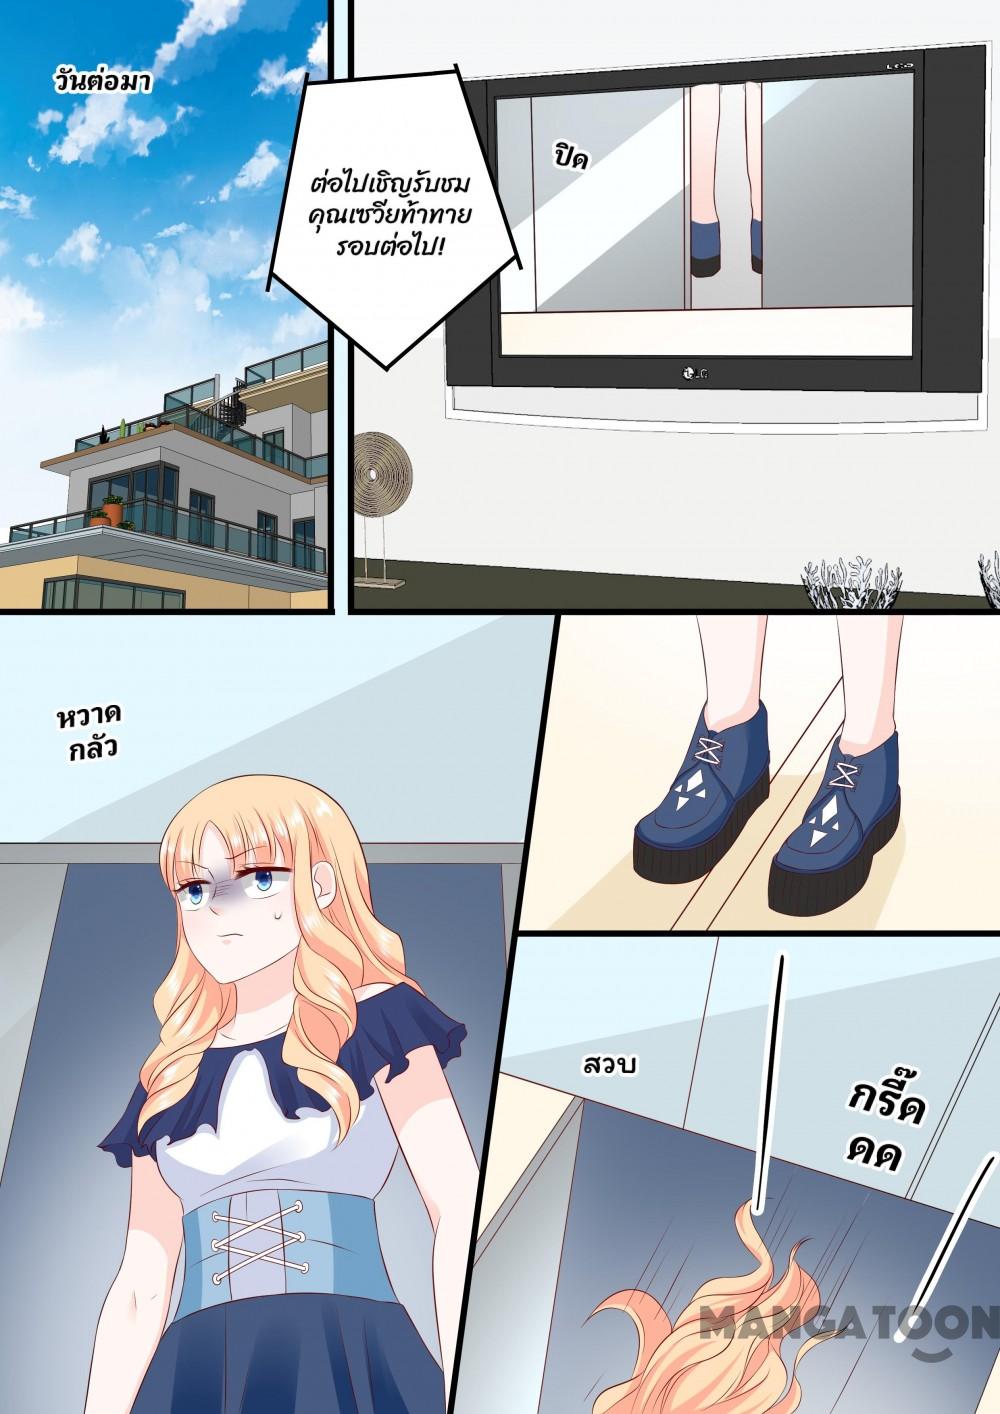 วันต่อมา
ต่อไปเชิญรับชม
คุณเซวียท้าทาย
รอบต่อไป!
ปิด
LG
หวาด
กลัว
สวบ
กรี๊ด
ดด
MANGATOON